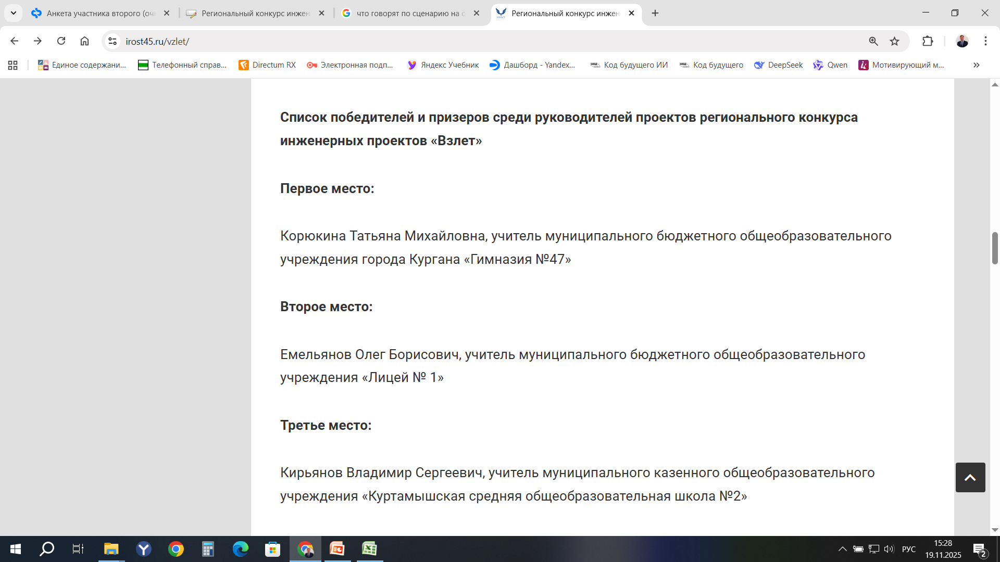 Анкета участника второго (оч
Региональный конкурс инжен
что говорят по сценарию на о
Региональный конкурс инжен
irost45.ru/vzlet/
Единое содержани...
Телефонный справ...
Directum RX
Электронная подп...
Яндекс Учебник
Дашборд - Yandex...
Код будущего ИИ
Код будущего
DeepSeek
Qwen
Мотивирующий м...
Список победителей и призеров среди руководителей проектов регионального конкурса
инженерных проектов «Взлет»
Первое место:
Корюкина Татьяна Михайловна, учитель муниципального бюджетного общеобразовательного
учреждения города Кургана «Гимназия №47»
Второе место:
Емельянов Олег Борисович, учитель муниципального бюджетного общеобразовательного
учреждения «Лицей № 1»
Третье место:
Кирьянов Владимир Сергеевич, учитель муниципального казенного общеобразовательного
учреждения «Куртамышская средняя общеобразовательная школа №2»
РУС
15:28
19.11.2025
2